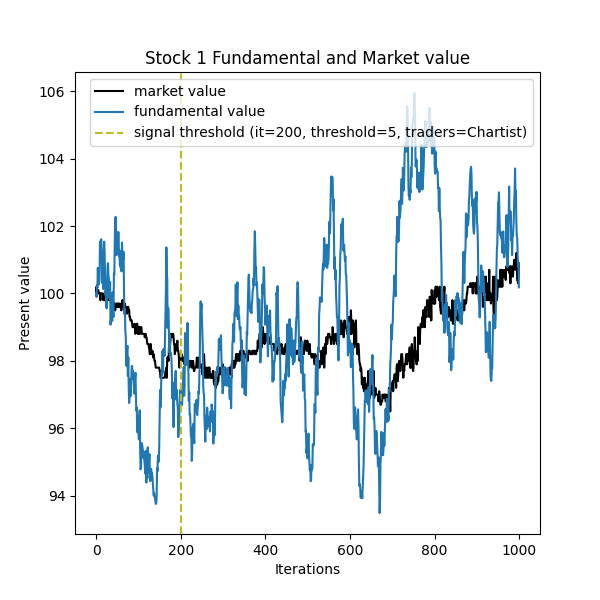 Stock 1 Fundamental and Market value
market value
fundamental value
signal threshold (it=200, threshold=5, traders=Chartist)
106
104
102
100
98
96
94
Present value
0 200 400 600 800 1000
Iterations